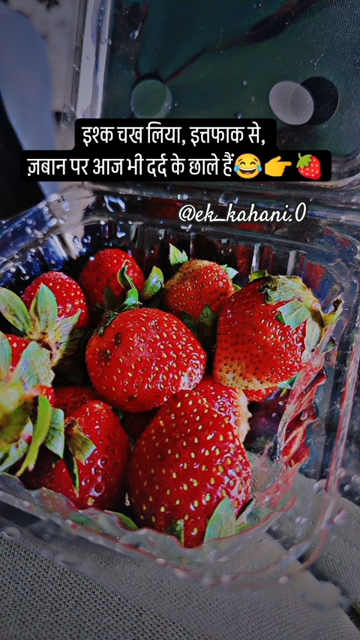 इश्क चख लिया, इत्तफाक से,
ज़बान पर आज भी दर्द के छाले हैं😂👉🍓
@ek_kahani.0